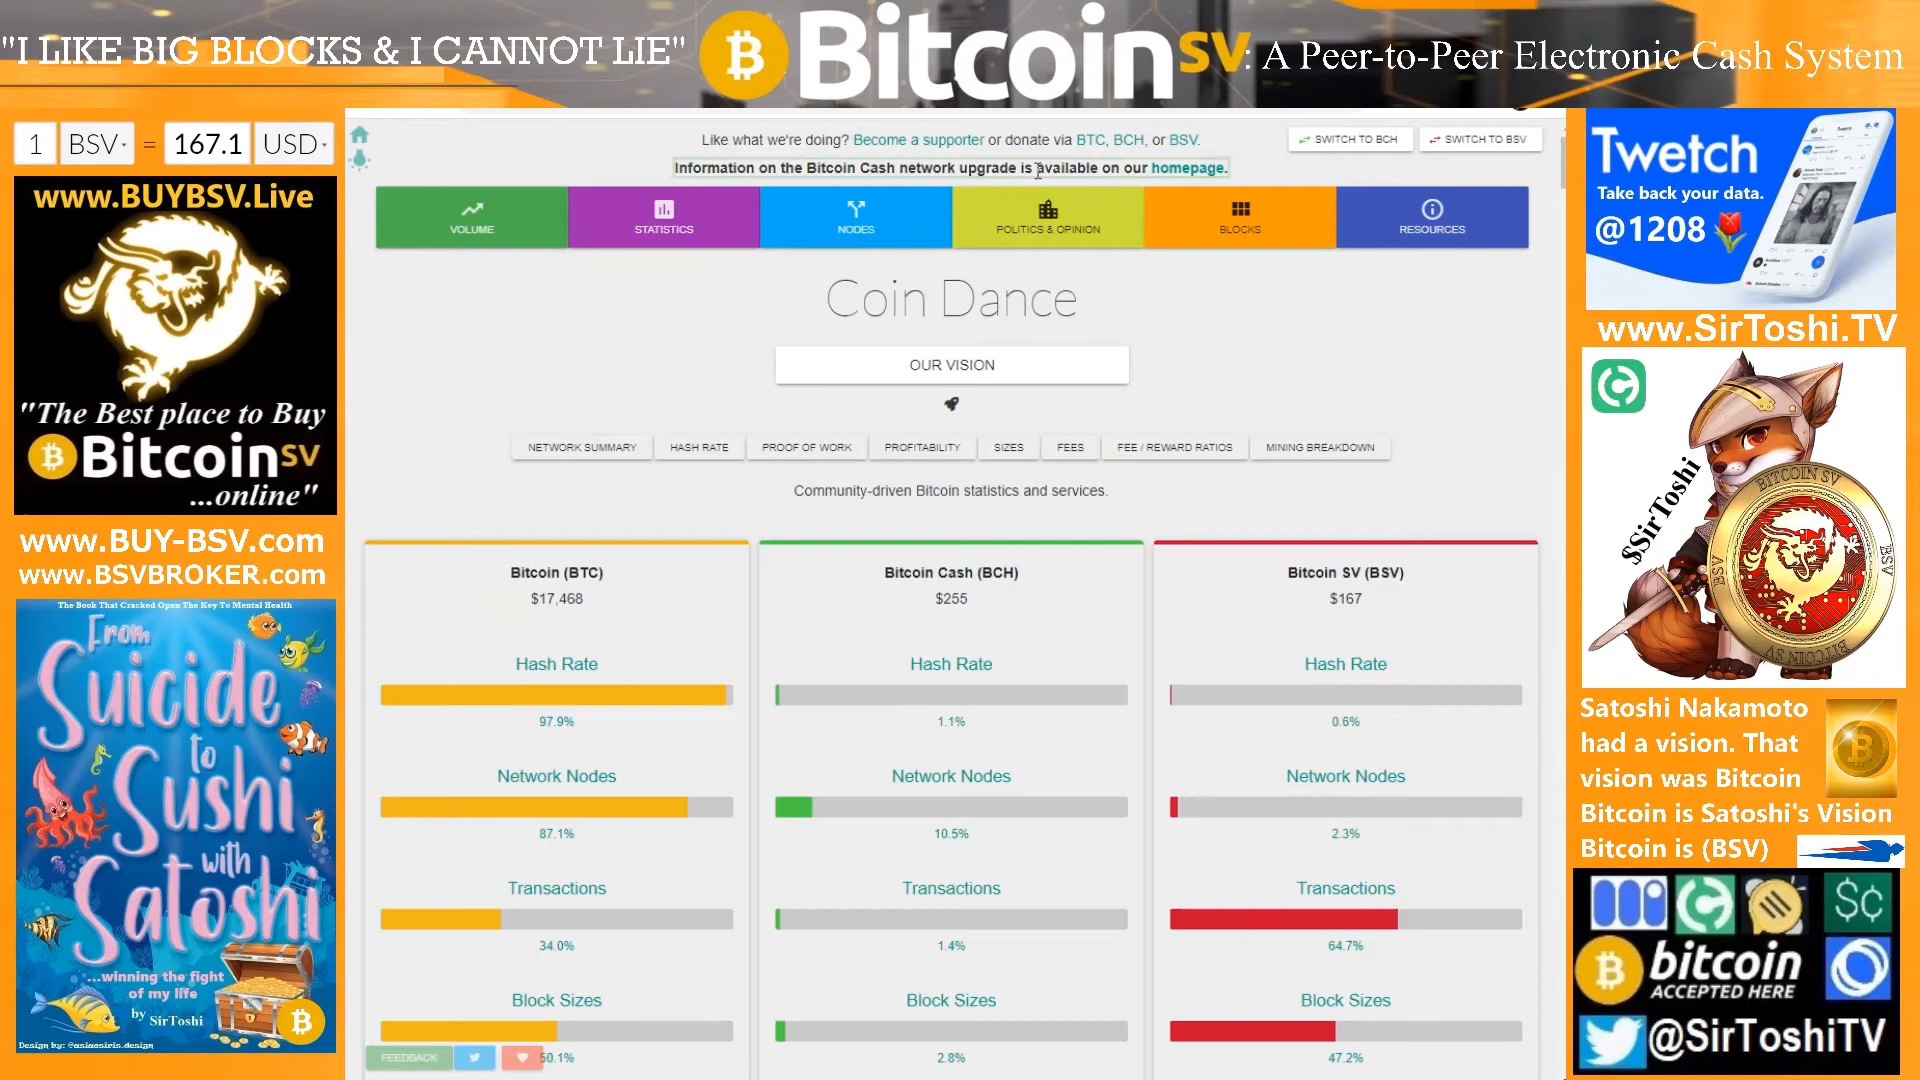 "I LIKE BIG BLOCKS & I CANNOT LIE"
BitcoinSV: A Peer-to-Peer Electronic Cash System
1 BSV = 167.1 USD
www.BUYBSV.Live
"The Best place to Buy
BitcoinSV
...online"
www.BUY-BSV.com
www.BSVBROKER.com
The Book That Cracked Open The Key To Mental Health
From
Suicide
to
Sushi
with
Satoshi
...winning the fight
of my life
by SirToshi
Design by: @asiaosiris.design
Like what we're doing? Become a supporter or donate via BTC, BCH, or BSV.
SWITCH TO BCH
SWITCH TO BSV
Information on the Bitcoin Cash network upgrade is available on our homepage.
VOLUME
STATISTICS
NODES
POLITICS & OPINION
BLOCKS
RESOURCES
Coin Dance
OUR VISION
NETWORK SUMMARY
HASH RATE
PROOF OF WORK
PROFITABILITY
SIZES
FEES
FEE / REWARD RATIOS
MINING BREAKDOWN
Community-driven Bitcoin statistics and services.
Bitcoin (BTC)
$17,468
Hash Rate
97.9%
Network Nodes
87.1%
Transactions
34.0%
Block Sizes
50.1%
Bitcoin Cash (BCH)
$255
Hash Rate
1.1%
Network Nodes
10.5%
Transactions
1.4%
Block Sizes
2.8%
Bitcoin SV (BSV)
$167
Hash Rate
0.6%
Network Nodes
2.3%
Transactions
64.7%
Block Sizes
47.2%
FEEDBACK
Twetch
Take back your data.
@1208
www.SirToshi.TV
$SirToshi
BITCOIN SV
BSV
BSV
BITCOIN SV
Satoshi Nakamoto
had a vision. That
vision was Bitcoin
Bitcoin is Satoshi's Vision
Bitcoin is (BSV)
bitcoin
ACCEPTED HERE
@SirToshiTV